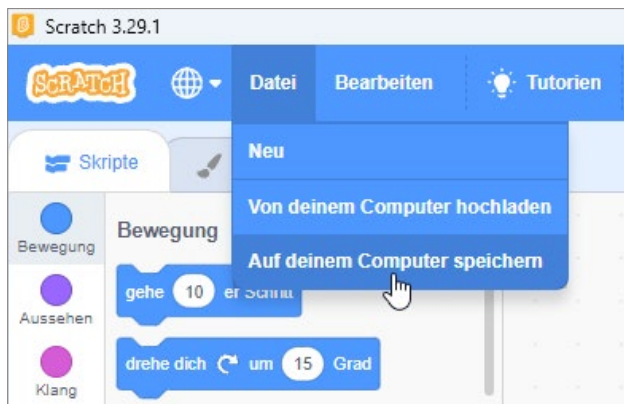 Scratch 3.29.1
SCRATCH
Datei Bearbeiten Tutorien
Skripte
Neu
Von deinem Computer hochladen
Auf deinem Computer speichern
Bewegung
Aussehen
Klang
Bewegung
gehe 10 er Schritt
drehe dich um 15 Grad